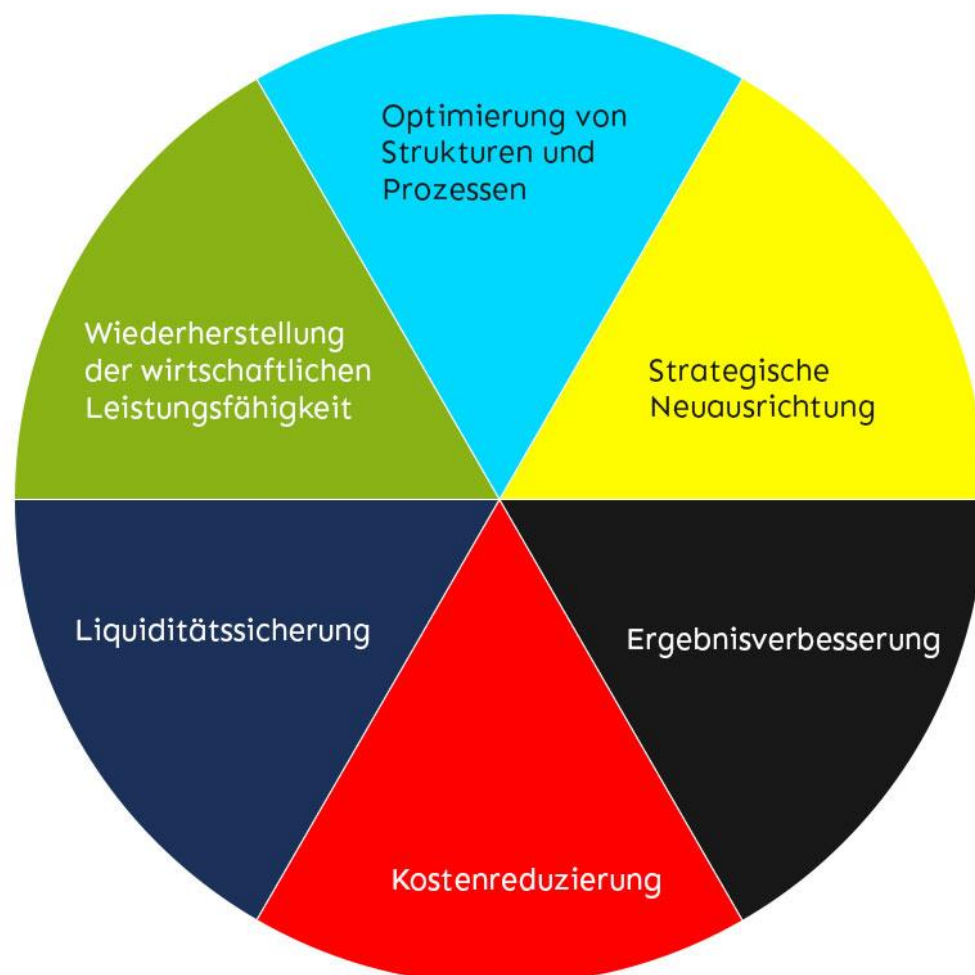 Optimierung von
Strukturen und
Prozessen
Strategische
Neuausrichtung
Ergebnisverbesserung
Kostenreduzierung
Liquiditätssicherung
Wiederherstellung
der wirtschaftlichen
Leistungsfähigkeit